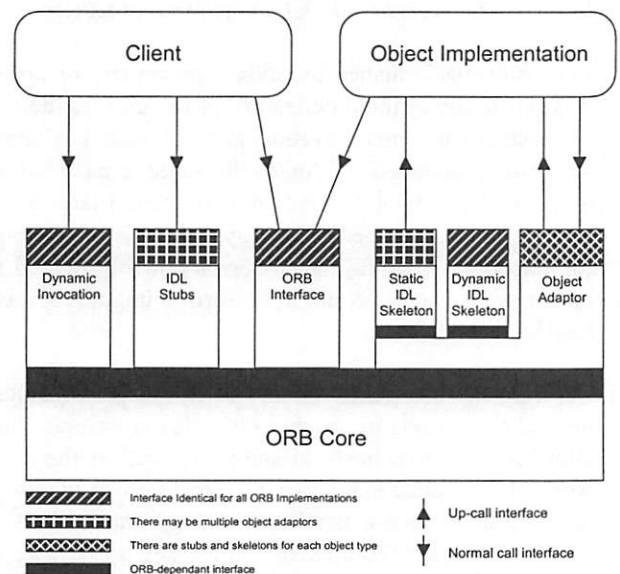 Client
Object Implementation
Dynamic
Invocation
IDL
Stubs
ORB
Interface
Static
IDL
Skeleton
Dynamic
IDL
Skeleton
Object
Adaptor
ORB Core
Interface Identical for all ORB Implementations
There may be multiple object adaptors
There are stubs and skeletons for each object type
ORB-dependant interface
Up-call interface
Normal call interface